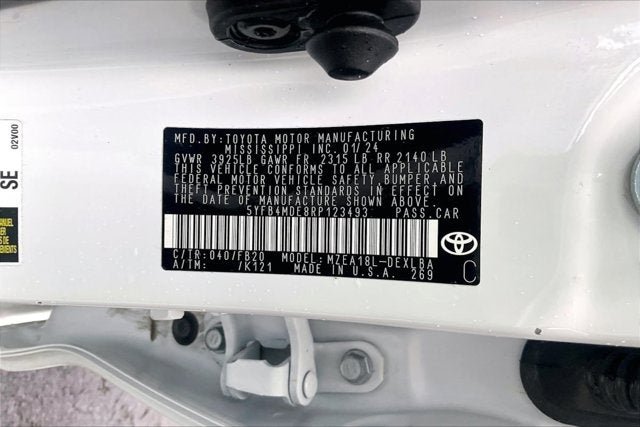 MFD.BY: TOYOTA MOTOR MANUFACTURING
MISSISSIPPI INC. 01/24
GVWR 3925LB GAWR FR 2315 LB RR 2140 LB
THIS VEHICLE CONFORMS TO ALL APPLICABLE
FEDERAL MOTOR VEHICLE SAFETY, BUMPER, AND
THEFT PREVENTION STANDARDS IN EFFECT ON
THE DATE OF MANUFACTURE SHOWN ABOVE.
5YFB4MDE8RP123493 PASS.CAR
C/TR: 040/FB20 MODEL: MZEA18L-DEXLBA
A/TM: /K121 MADE IN U.S.A. 269
C
SE
02V00